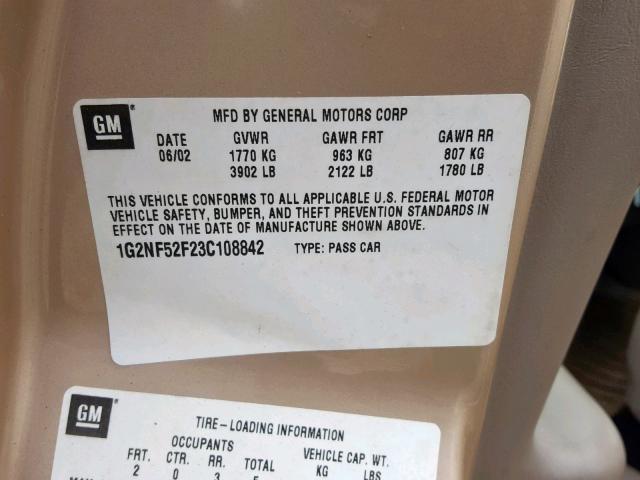 GM MFD BY GENERAL MOTORS CORP
DATE GVWR GAWR FRT GAWR RR
06/02 1770 KG 963 KG 807 KG
3902 LB 2122 LB 1780 LB
THIS VEHICLE CONFORMS TO ALL APPLICABLE U.S. FEDERAL MOTOR
VEHICLE SAFETY, BUMPER, AND THEFT PREVENTION STANDARDS IN
EFFECT ON THE DATE OF MANUFACTURE SHOWN ABOVE.
1G2NF52F23C108842 TYPE: PASS CAR
GM TIRE-LOADING INFORMATION
OCCUPANTS VEHICLE CAP. WT.
FRT. CTR. RR. TOTAL KG LBS
2 0 3 5